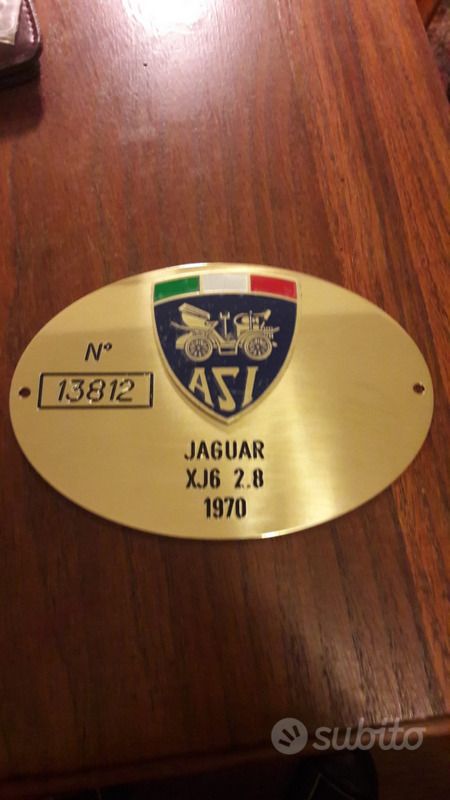 ASI
N°
13812
JAGUAR
XJ6 2.8
1970
subito